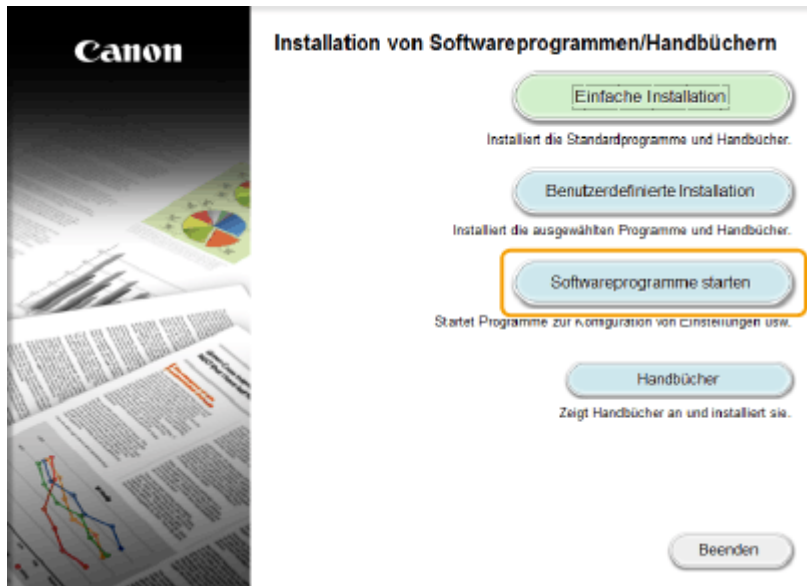 Canon
Installation von Softwareprogrammen/Handbüchern
Einfache Installation
Installiert die Standardprogramme und Handbücher.
Benutzerdefinierte Installation
Installiert die ausgewählten Programme und Handbücher.
Softwareprogramme starten
Startet Programme zur Konfiguration von Einstellungen usw.
Handbücher
Zeigt Handbücher an und installiert sie.
Beenden